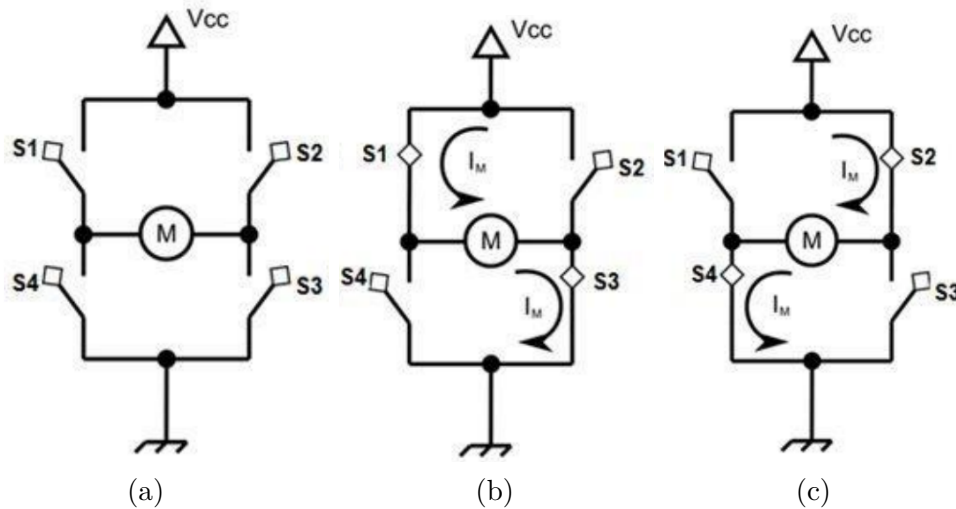 Vcc
S1
S2
M
S4
S3
(a)
Vcc
S1
I_M
S2
M
S4
S3
I_M
(b)
Vcc
S1
S2
I_M
M
S4
S3
I_M
(c)